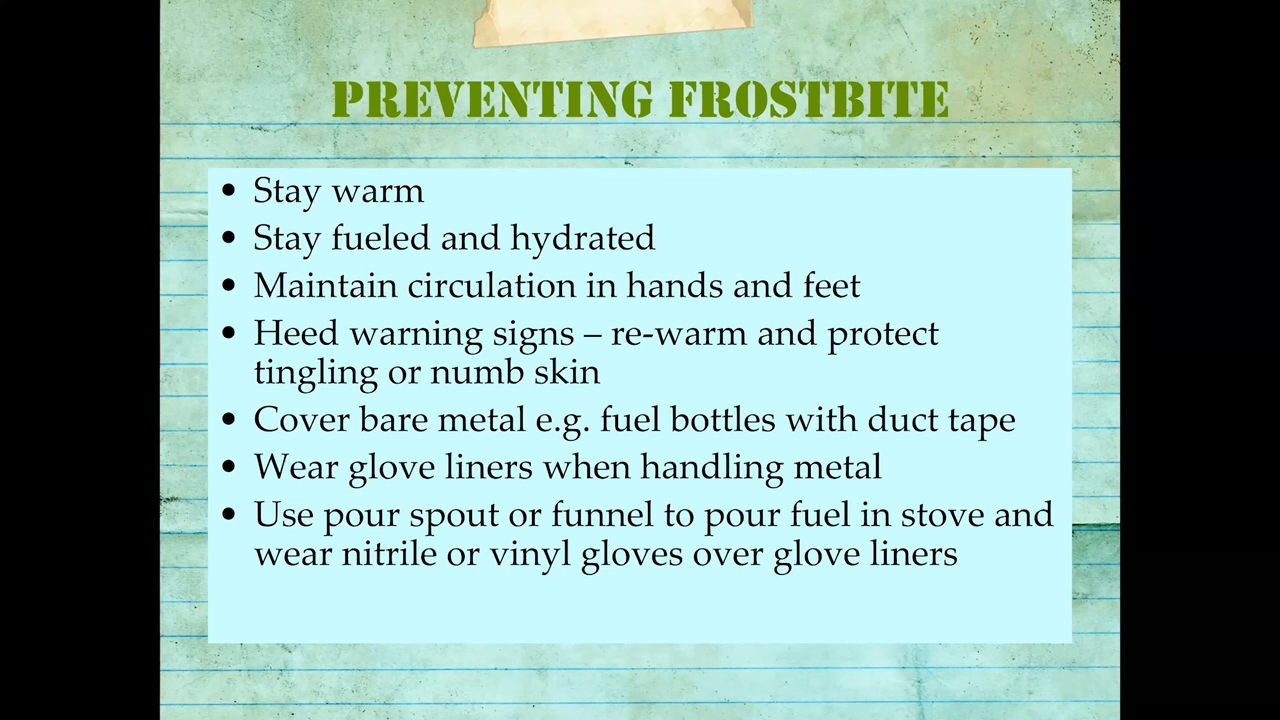 PREVENTING FROSTBITE
• Stay warm
• Stay fueled and hydrated
• Maintain circulation in hands and feet
• Heed warning signs – re-warm and protect
tingling or numb skin
• Cover bare metal e.g. fuel bottles with duct tape
• Wear glove liners when handling metal
• Use pour spout or funnel to pour fuel in stove and
wear nitrile or vinyl gloves over glove liners